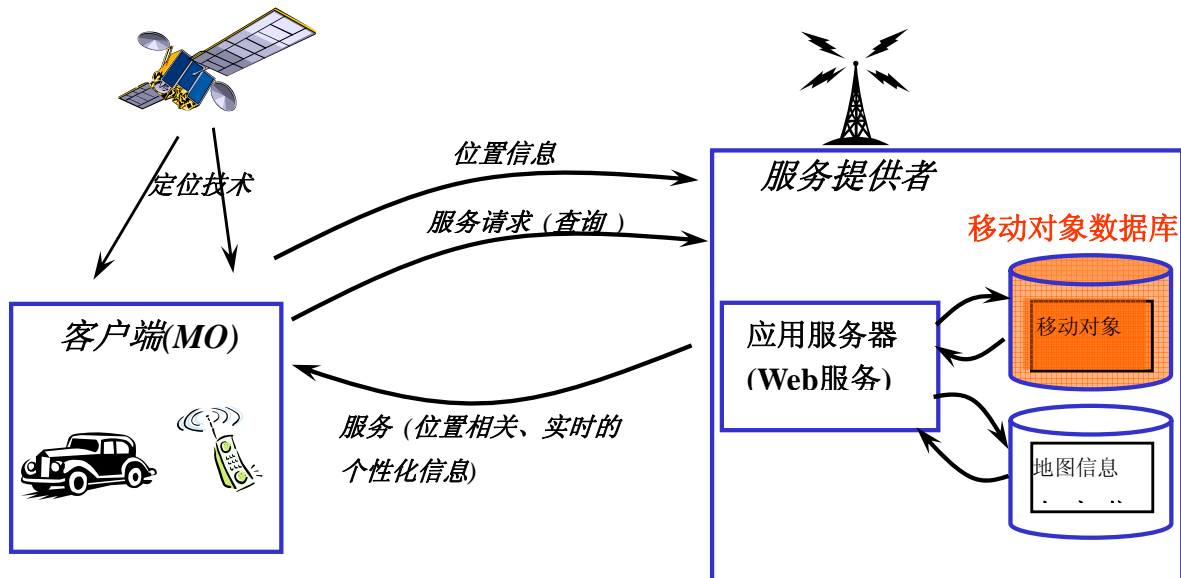 定位技术
位置信息
服务请求 (查询 )
服务提供者
移动对象数据库
客户端(MO)
应用服务器
(Web服务)
移动对象
服务 (位置相关、实时的
个性化信息)
地图信息